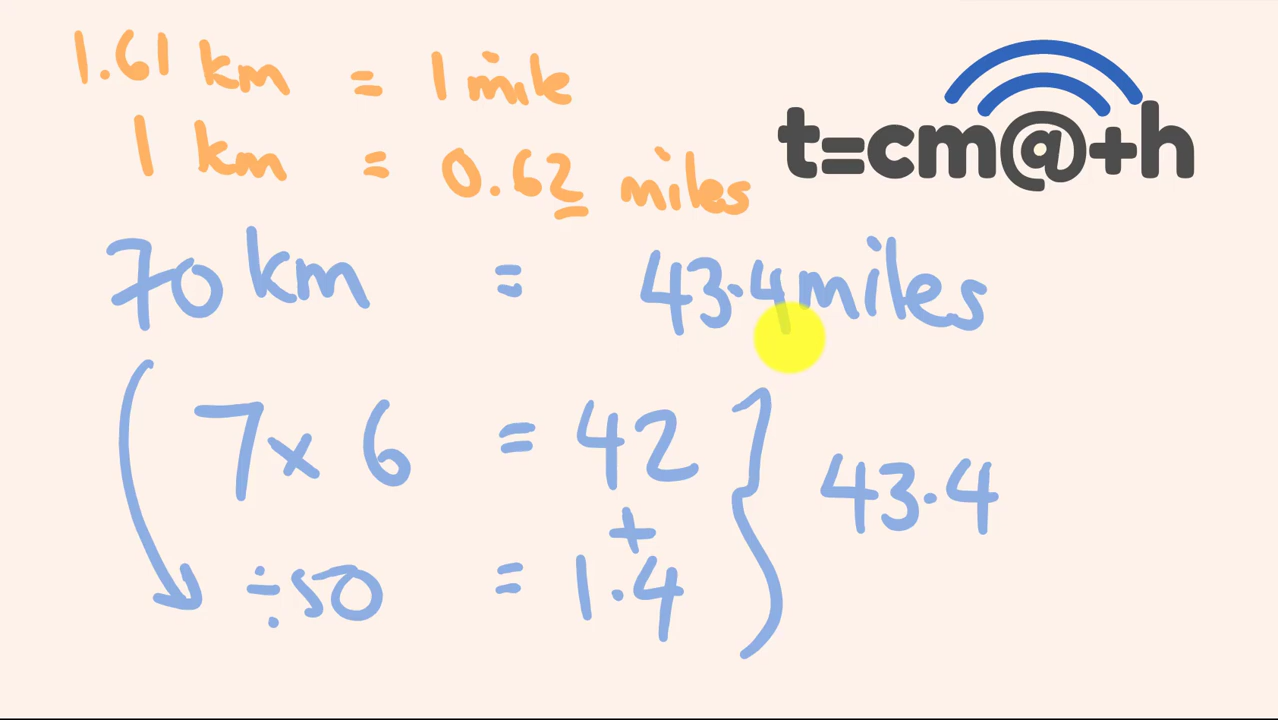 1.61 km = 1 mile
1 km = 0.62 miles
t=cm@+h
70 km = 43.4 miles
7 x 6 = 42
+
43.4
÷50 = 1.4